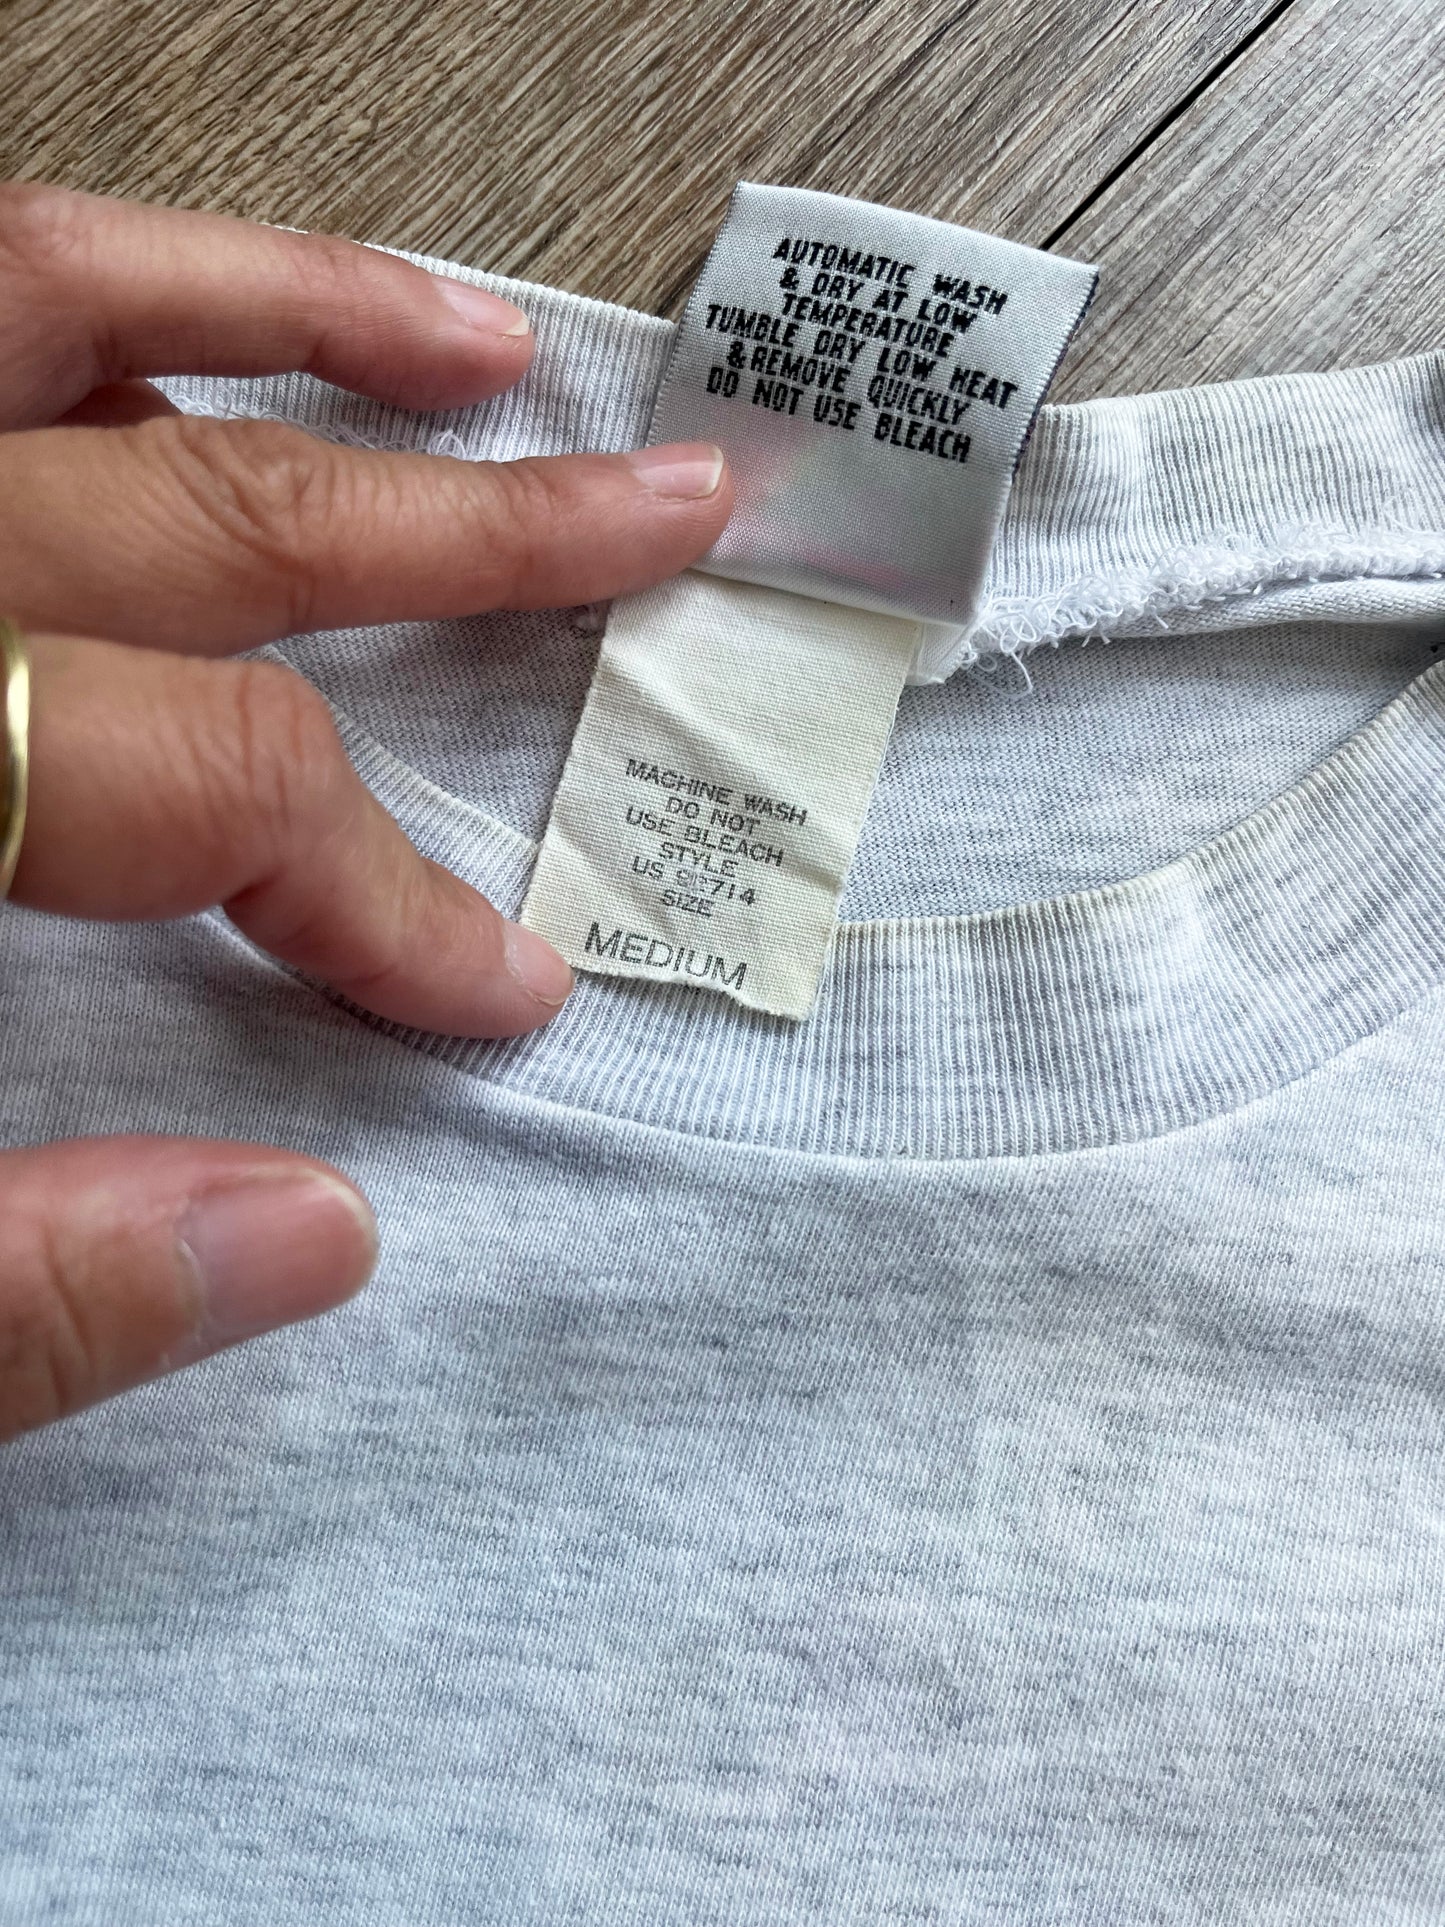 AUTOMATIC WASH
& DRY AT LOW
TEMPERATURE
TUMBLE DRY LOW HEAT
& REMOVE QUICKLY
DO NOT USE BLEACH
MACHINE WASH
DO NOT
USE BLEACH
STYLE
US
SIZE
MEDIUM